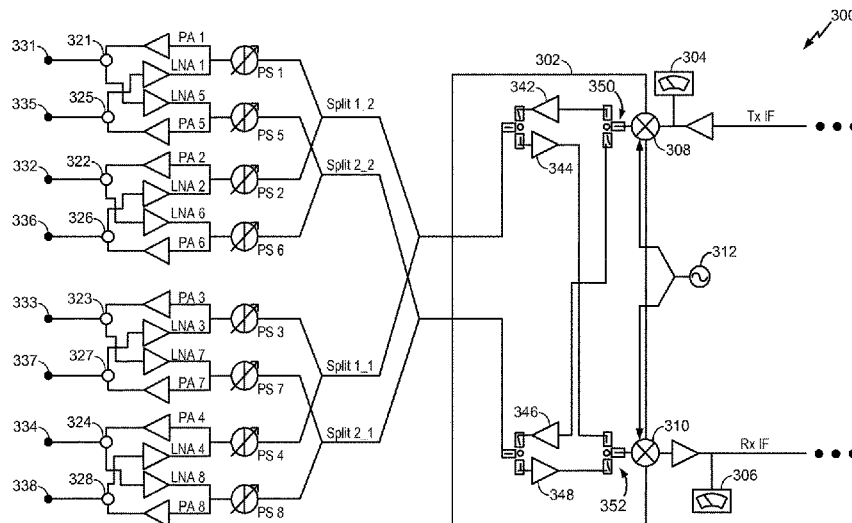 300
331
321
PA 1
LNA 1
PS 1
335
325
LNA 5
PA 5
PS 5
332
322
PA 2
LNA 2
PS 2
336
326
LNA 6
PA 6
PS 6
333
323
PA 3
LNA 3
PS 3
337
327
LNA 7
PA 7
PS 7
334
324
PA 4
LNA 4
PS 4
338
328
LNA 8
PA 8
PS 8
Split 1_2
Split 2_2
Split 1_1
Split 2_1
302
342
344
350
304
308
Tx IF
312
346
348
352
310
Rx IF
306